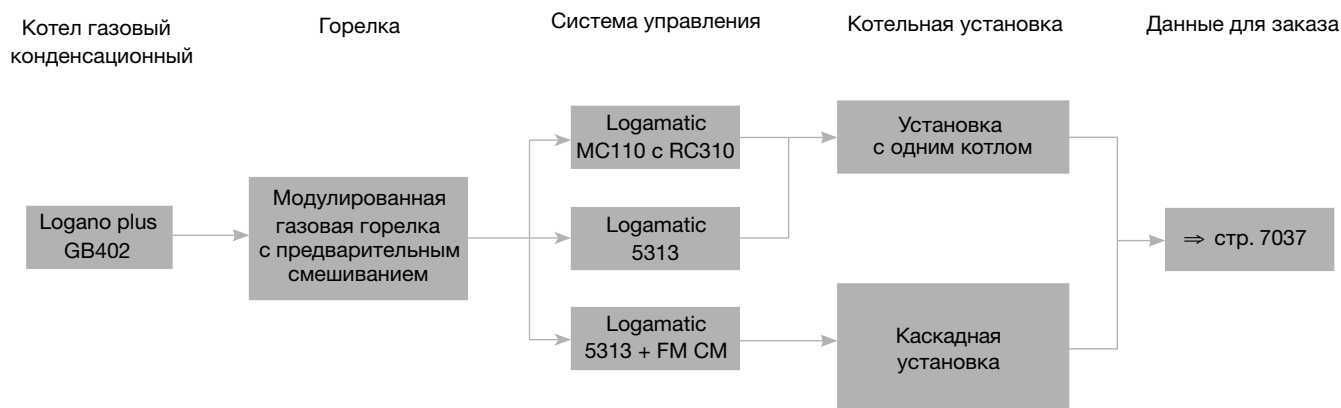 Котел газовый
конденсационный
Горелка
Система управления
Котельная установка
Данные для заказа
Logano plus
GB402
Модулированная
газовая горелка
с предварительным
смешиванием
Logamatic
MC110 с RC310
Logamatic
5313
Logamatic
5313 + FM CM
Установка
с одним котлом
Каскадная
установка
⇒ стр. 7037